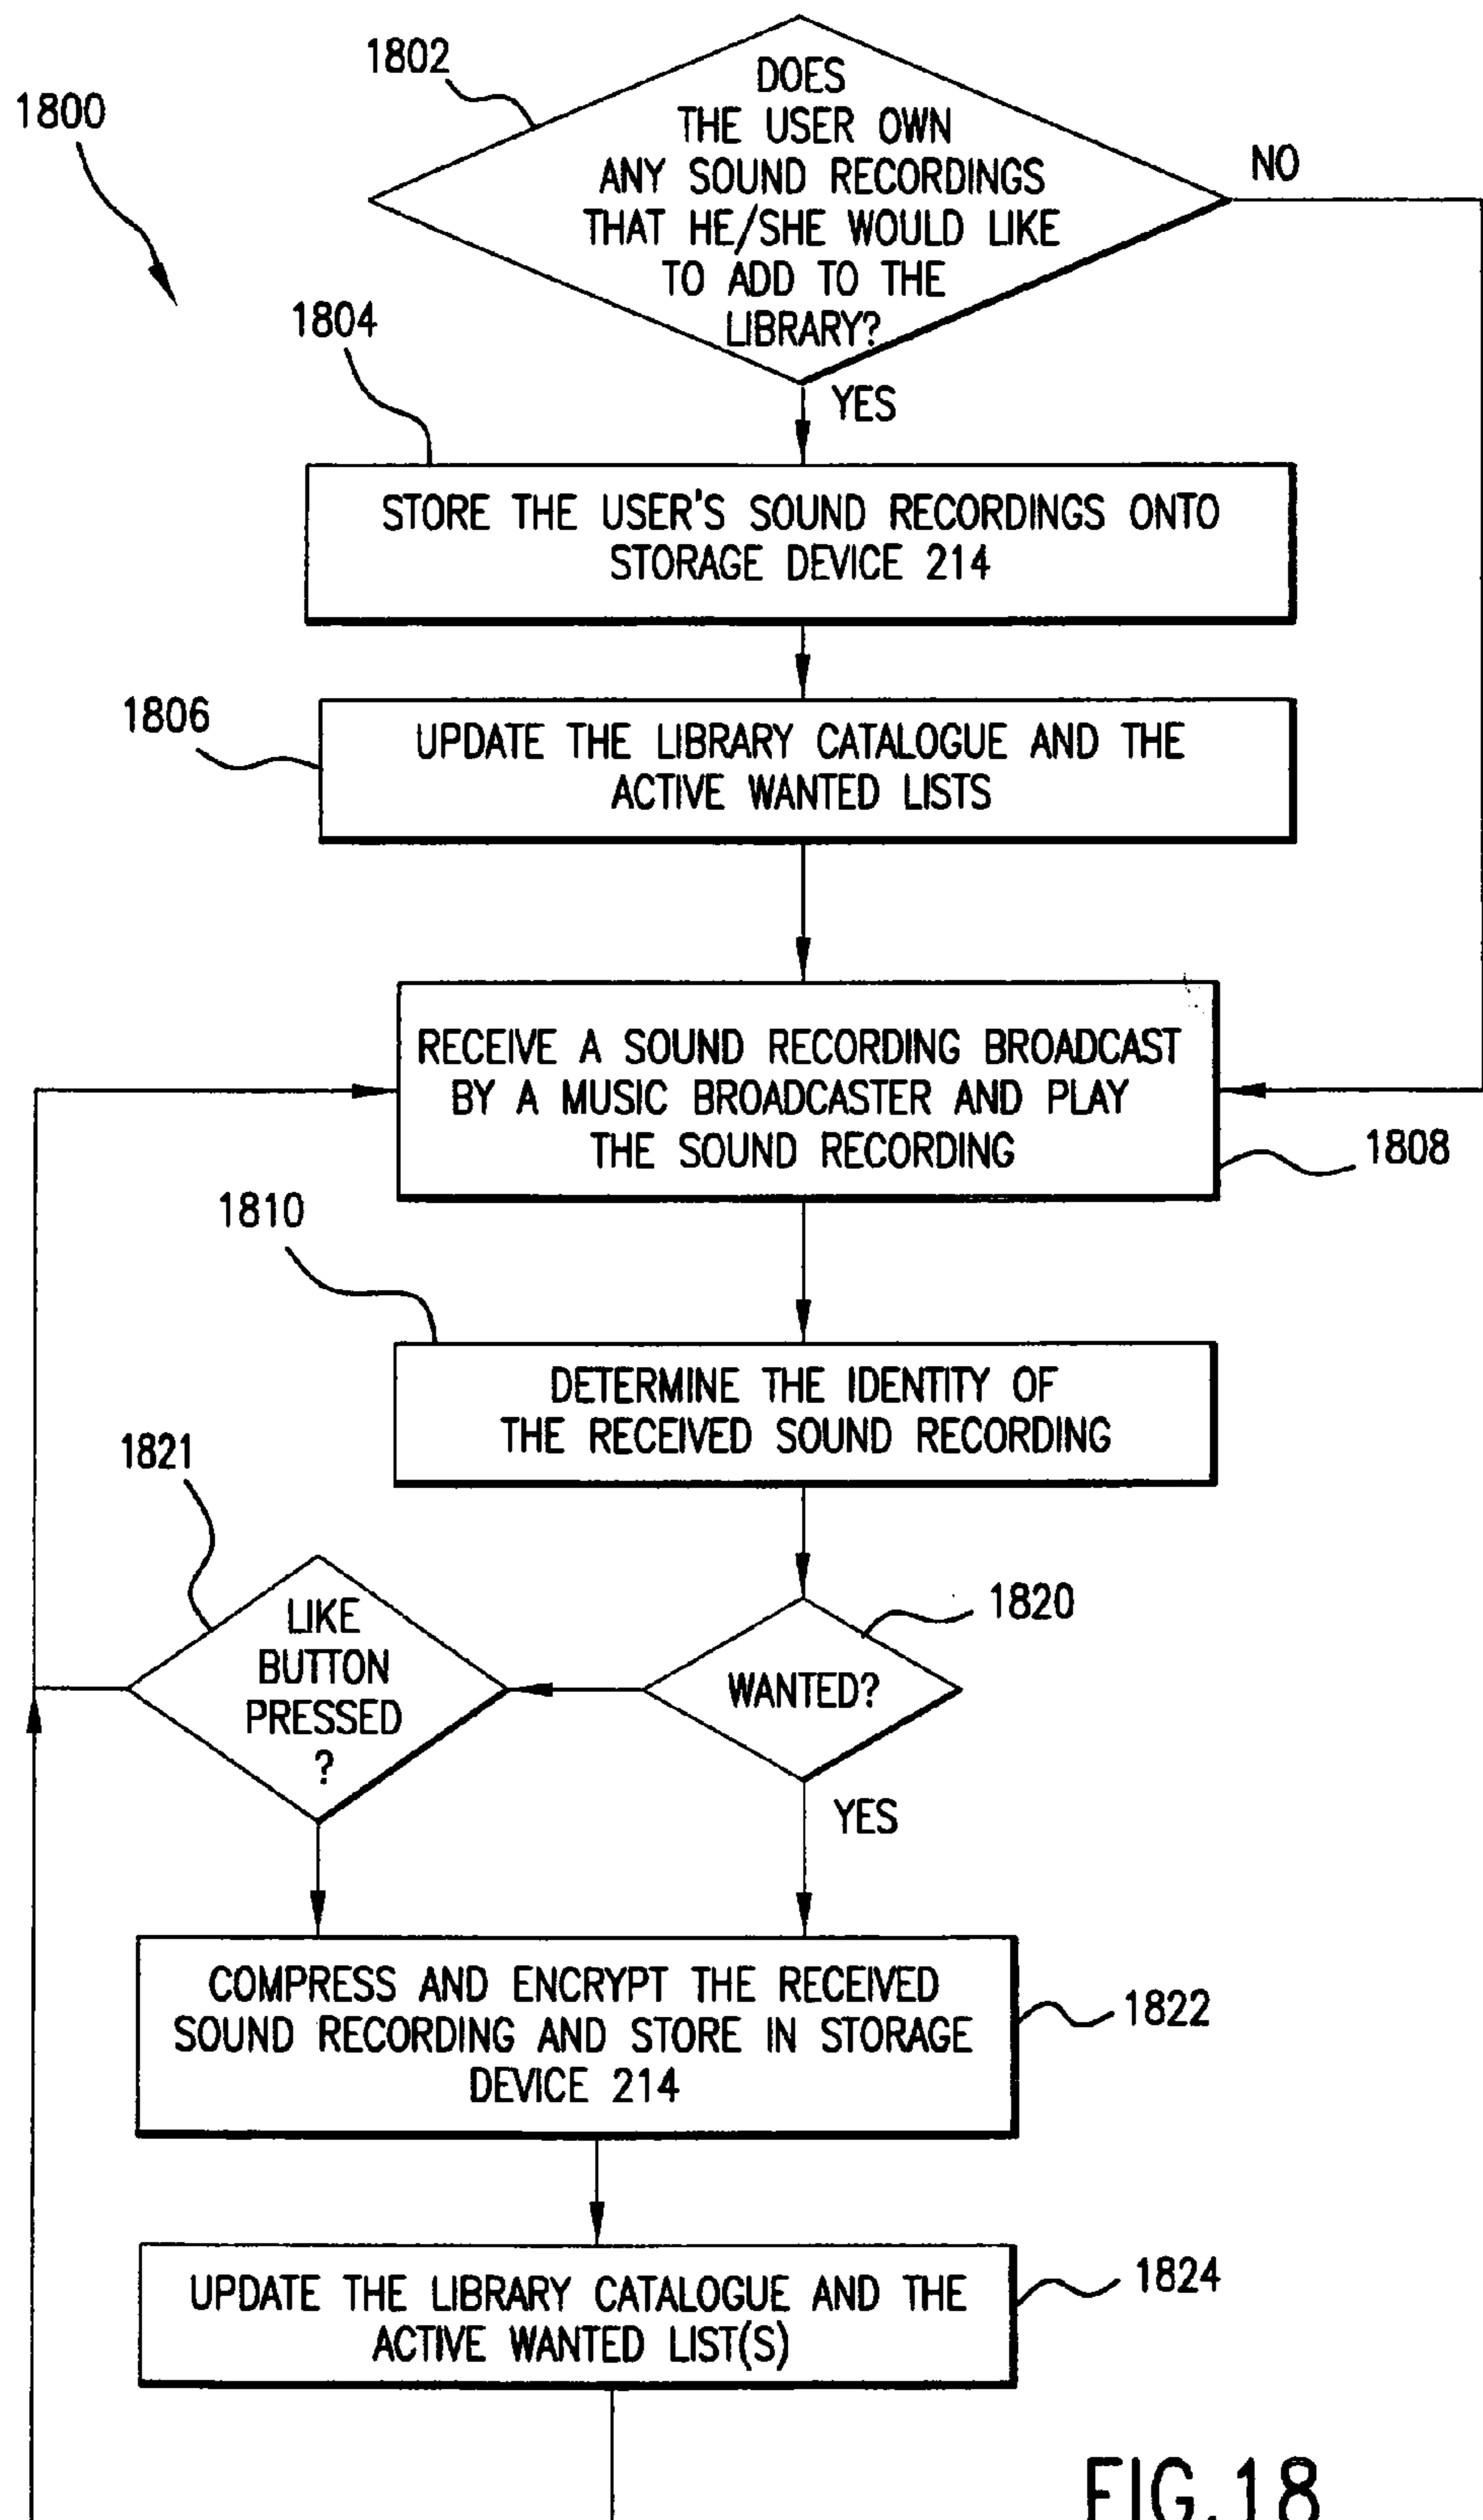 1800
1802
DOES
THE USER OWN
ANY SOUND RECORDINGS
THAT HE/SHE WOULD LIKE
TO ADD TO THE
LIBRARY?
NO
YES
1804
STORE THE USER'S SOUND RECORDINGS ONTO
STORAGE DEVICE 214
1806
UPDATE THE LIBRARY CATALOGUE AND THE
ACTIVE WANTED LISTS
RECEIVE A SOUND RECORDING BROADCAST
BY A MUSIC BROADCASTER AND PLAY
THE SOUND RECORDING
1808
1810
DETERMINE THE IDENTITY OF
THE RECEIVED SOUND RECORDING
1821
LIKE
BUTTON
PRESSED
?
1820
WANTED?
YES
COMPRESS AND ENCRYPT THE RECEIVED
SOUND RECORDING AND STORE IN STORAGE
DEVICE 214
1822
UPDATE THE LIBRARY CATALOGUE AND THE
ACTIVE WANTED LIST(S)
1824
FIG.18